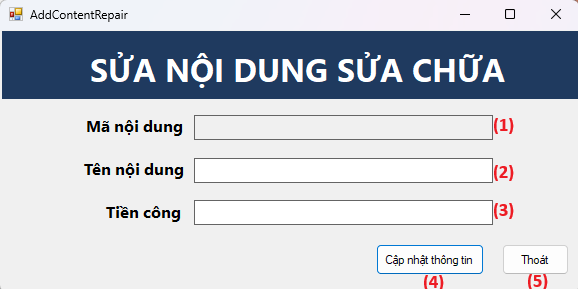 AddContentRepair
SỬA NỘI DUNG SỬA CHỮA
Mã nội dung (1)
Tên nội dung (2)
Tiền công (3)
Cập nhật thông tin Thoát
(4) (5)